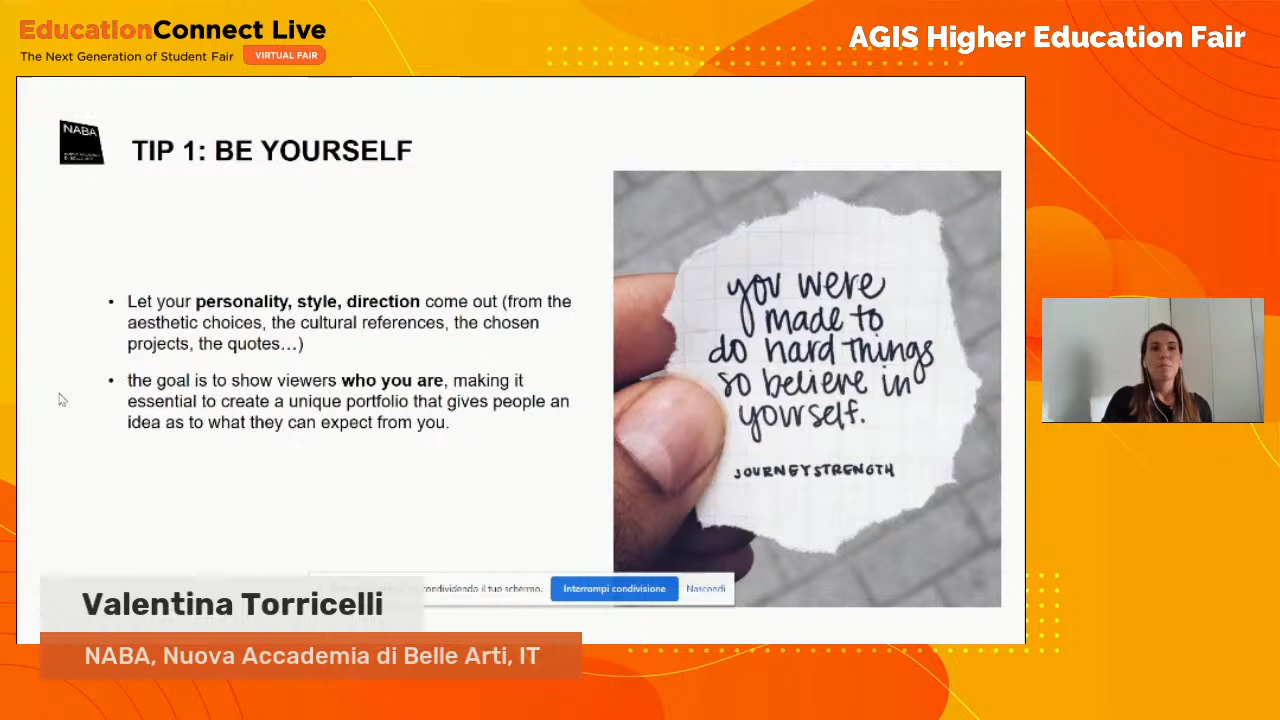 EducationConnect Live
The Next Generation of Student Fair VIRTUAL FAIR
AGIS Higher Education Fair
NABA
TIP 1: BE YOURSELF
• Let your personality, style, direction come out (from the
aesthetic choices, the cultural references, the chosen
projects, the quotes…)
• the goal is to show viewers who you are, making it
essential to create a unique portfolio that gives people an
idea as to what they can expect from you.
you were
made to
do hard things
so believe in
yourself.
JOURNEYSTRENGTH
condividendo il tuo schermo. Interrompi condivisione Nascondi
Valentina Torricelli
NABA, Nuova Accademia di Belle Arti, IT